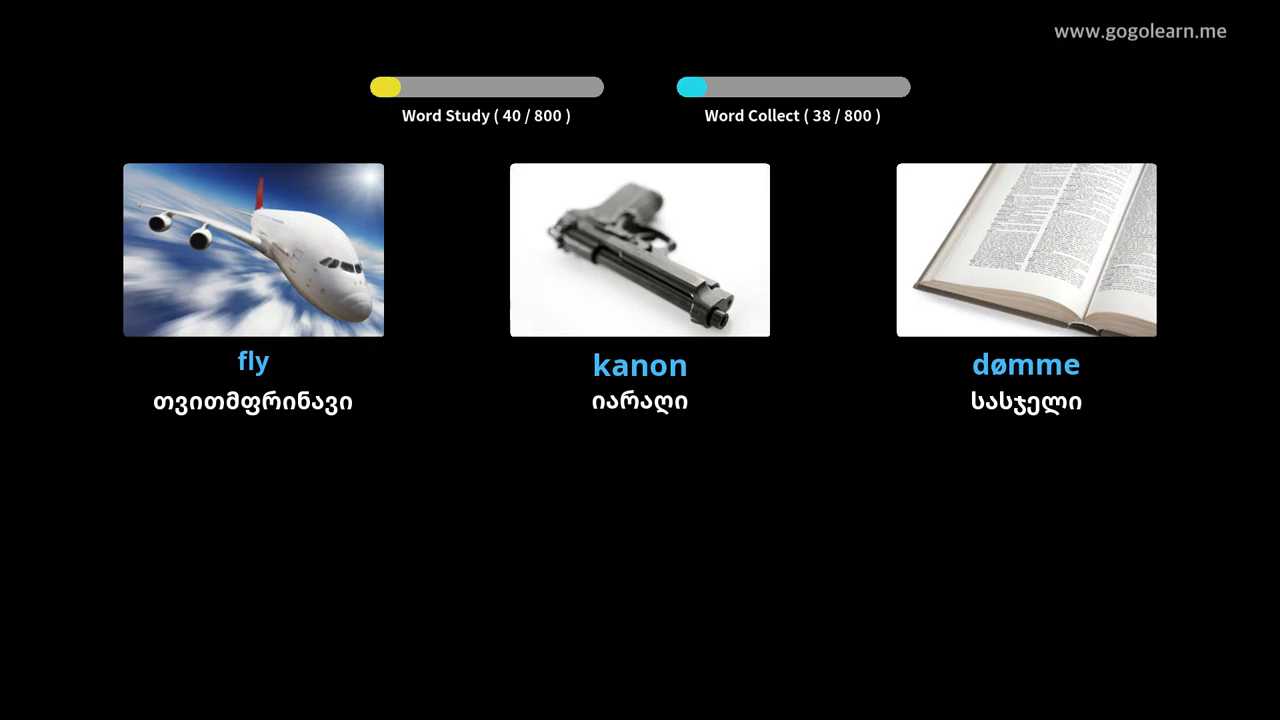 www.gogolearn.me
Word Study ( 40 / 800 )
Word Collect ( 38 / 800 )
fly
kanon
dømme
თვითმფრინავი
იარაღი
სასჯელი